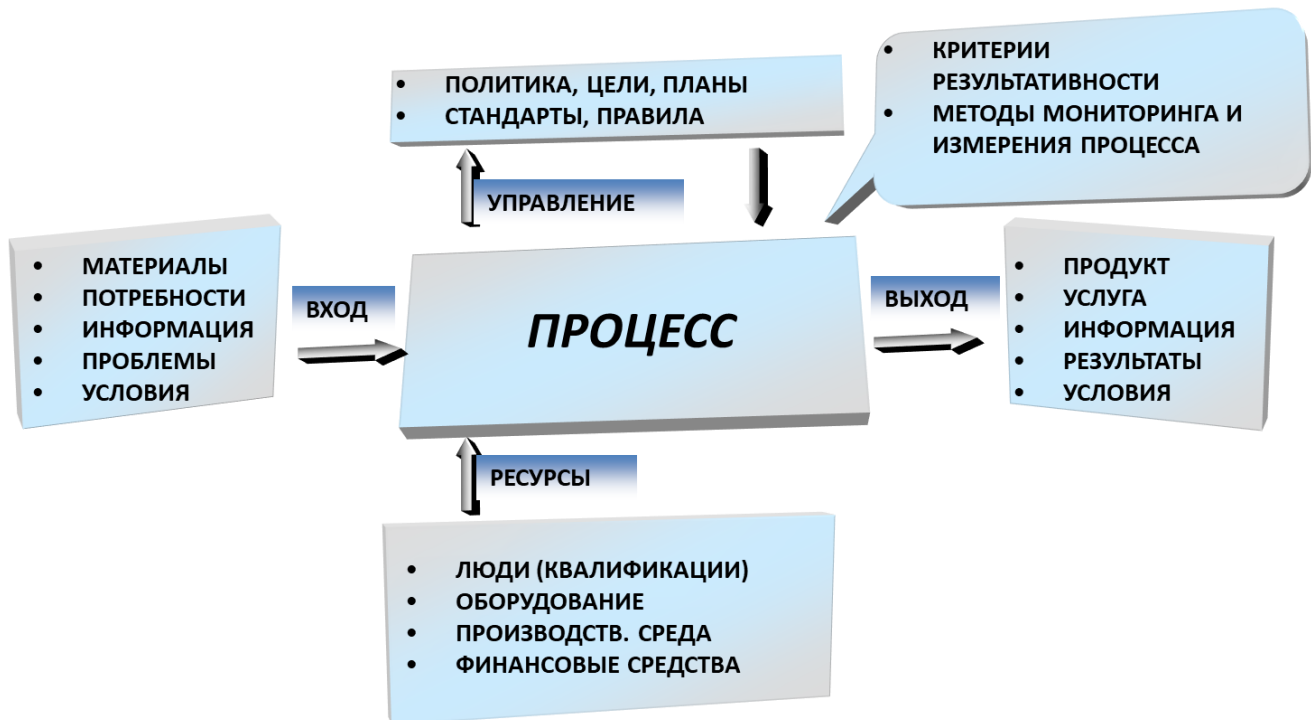 • ПОЛИТИКА, ЦЕЛИ, ПЛАНЫ
• СТАНДАРТЫ, ПРАВИЛА
• КРИТЕРИИ
РЕЗУЛЬТАТИВНОСТИ
• МЕТОДЫ МОНИТОРИНГА И
ИЗМЕРЕНИЯ ПРОЦЕССА
УПРАВЛЕНИЕ
• МАТЕРИАЛЫ
• ПОТРЕБНОСТИ
• ИНФОРМАЦИЯ
• ПРОБЛЕМЫ
• УСЛОВИЯ
ВХОД
ПРОЦЕСС
ВЫХОД
• ПРОДУКТ
• УСЛУГА
• ИНФОРМАЦИЯ
• РЕЗУЛЬТАТЫ
• УСЛОВИЯ
РЕСУРСЫ
• ЛЮДИ (КВАЛИФИКАЦИИ)
• ОБОРУДОВАНИЕ
• ПРОИЗВОДСТВ. СРЕДА
• ФИНАНСОВЫЕ СРЕДСТВА